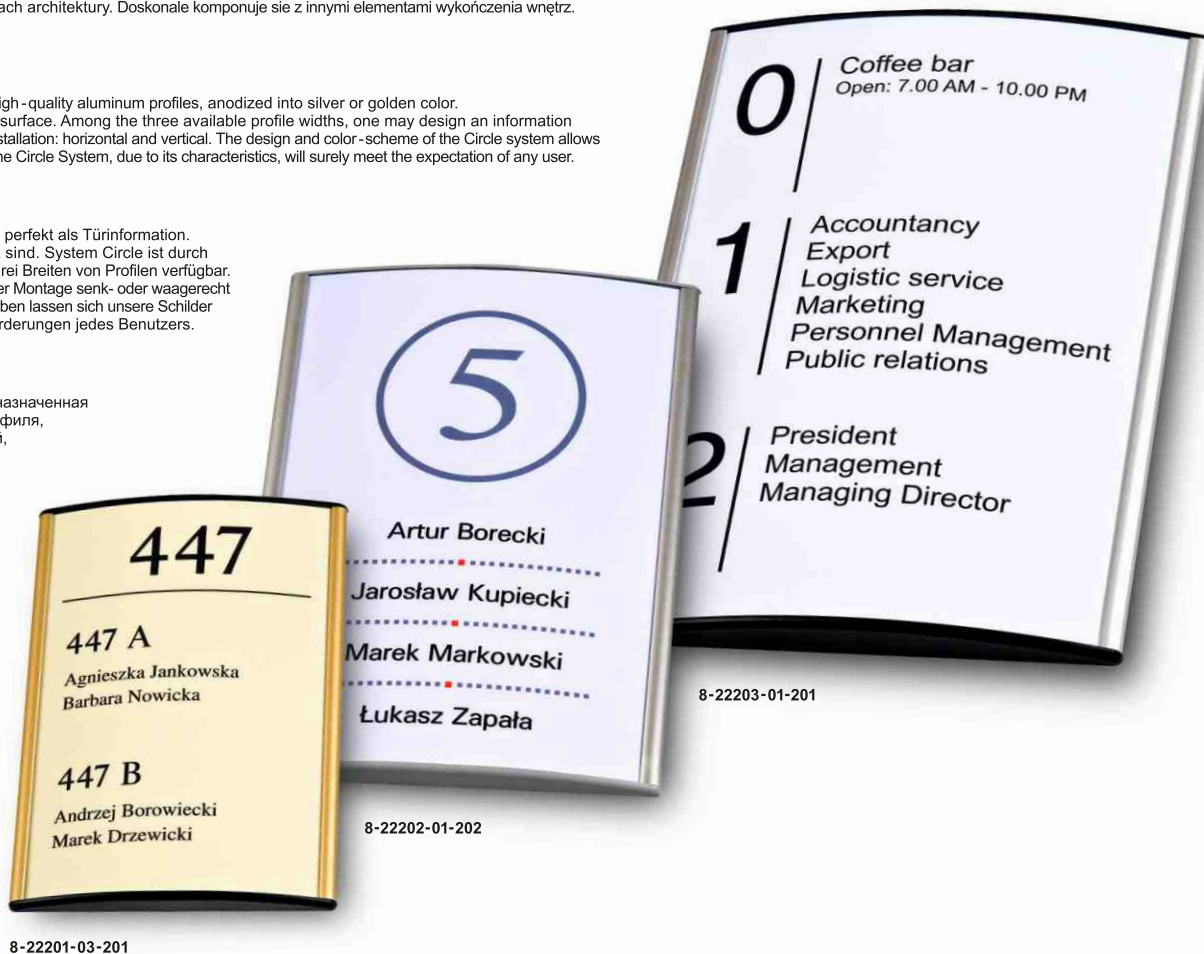 ach architektury. Doskonale komponuje sie z innymi elementami wykończenia wnętrz.
igh-quality aluminum profiles, anodized into silver or golden color.
surface. Among the three available profile widths, one may design an information
stallation: horizontal and vertical. The design and color-scheme of the Circle system allows
ne Circle System, due to its characteristics, will surely meet the expectation of any user.
perfekt als Türinformation.
sind. System Circle ist durch
rei Breiten von Profilen verfügbar.
er Montage senk- oder waagerecht
ben lassen sich unsere Schilder
rderungen jedes Benutzers.
назначенная
филя,
й,
447
447 A
Agnieszka Jankowska
Barbara Nowicka
447 B
Andrzej Borowiecki
Marek Drzewicki
8-22201-03-201
5
Artur Borecki
Jarosław Kupiecki
Marek Markowski
Łukasz Zapała
8-22202-01-202
0
Coffee bar
Open: 7.00 AM - 10.00 PM
1
Accountancy
Export
Logistic service
Marketing
Personnel Management
Public relations
2
President
Management
Managing Director
8-22203-01-201